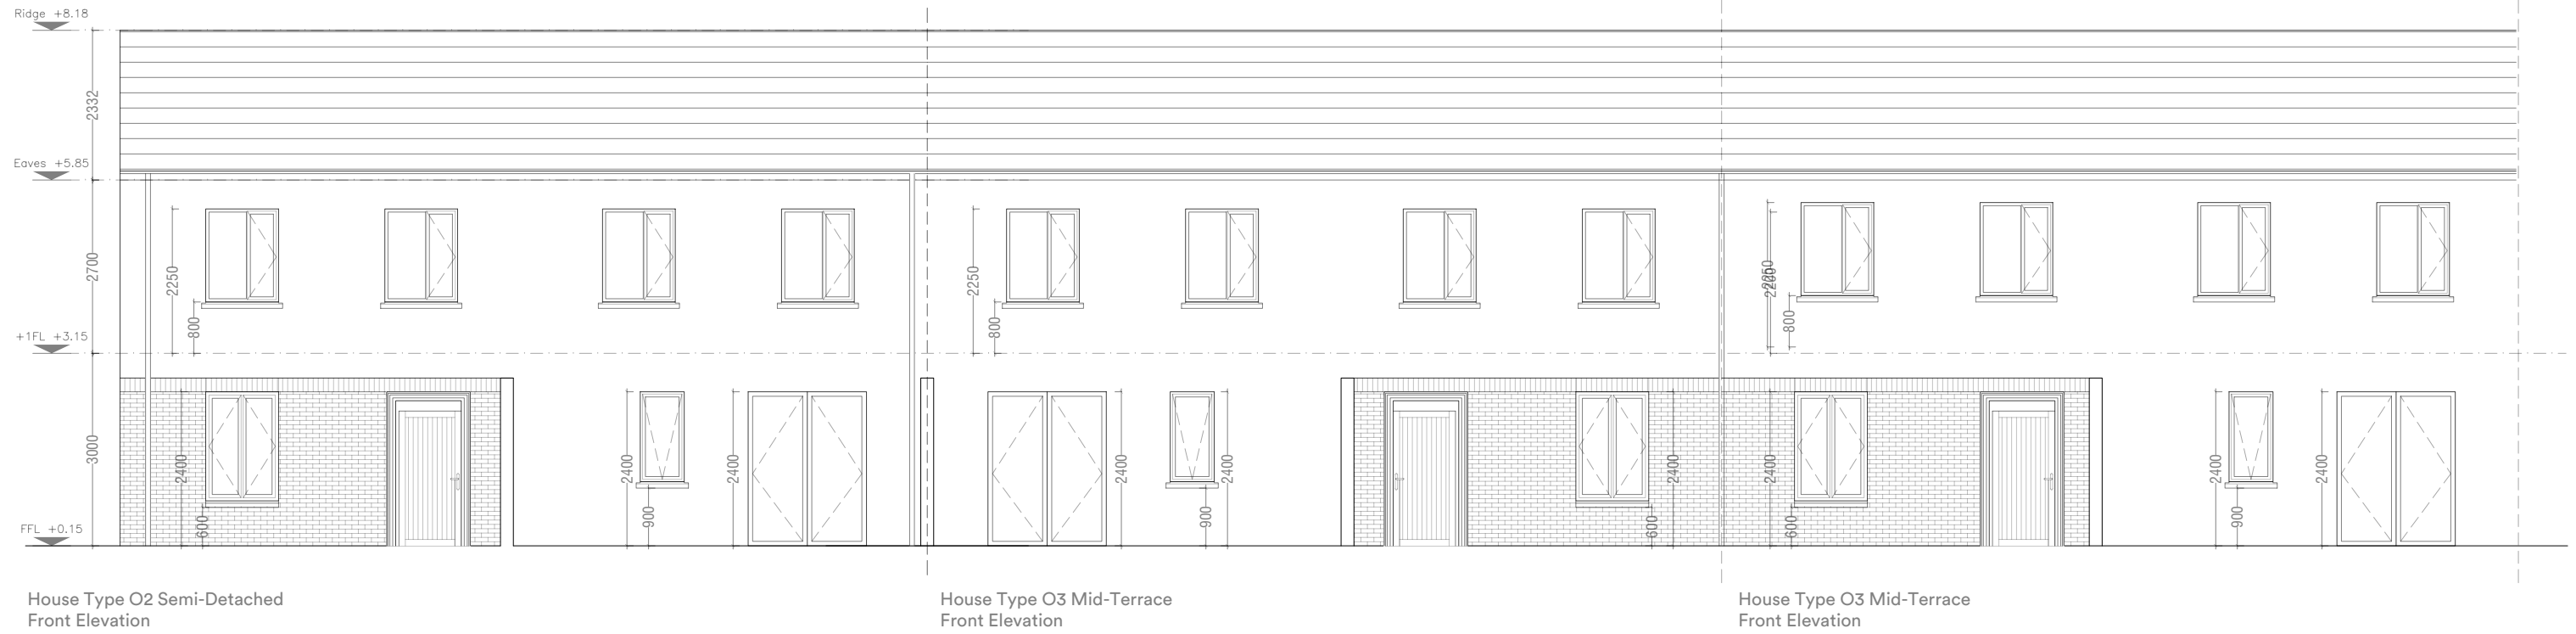 Ridge +8.18
2332
Eaves +5.85
2700
2250
800
2250
800
800
+1FL +3.15
3000
2400
600
2400
900
2400
2400
2400
900
2400
600
2400
600
2400
900
2400
FFL +0.15
House Type O2 Semi-Detached
Front Elevation
House Type O3 Mid-Terrace
Front Elevation
House Type O3 Mid-Terrace
Front Elevation